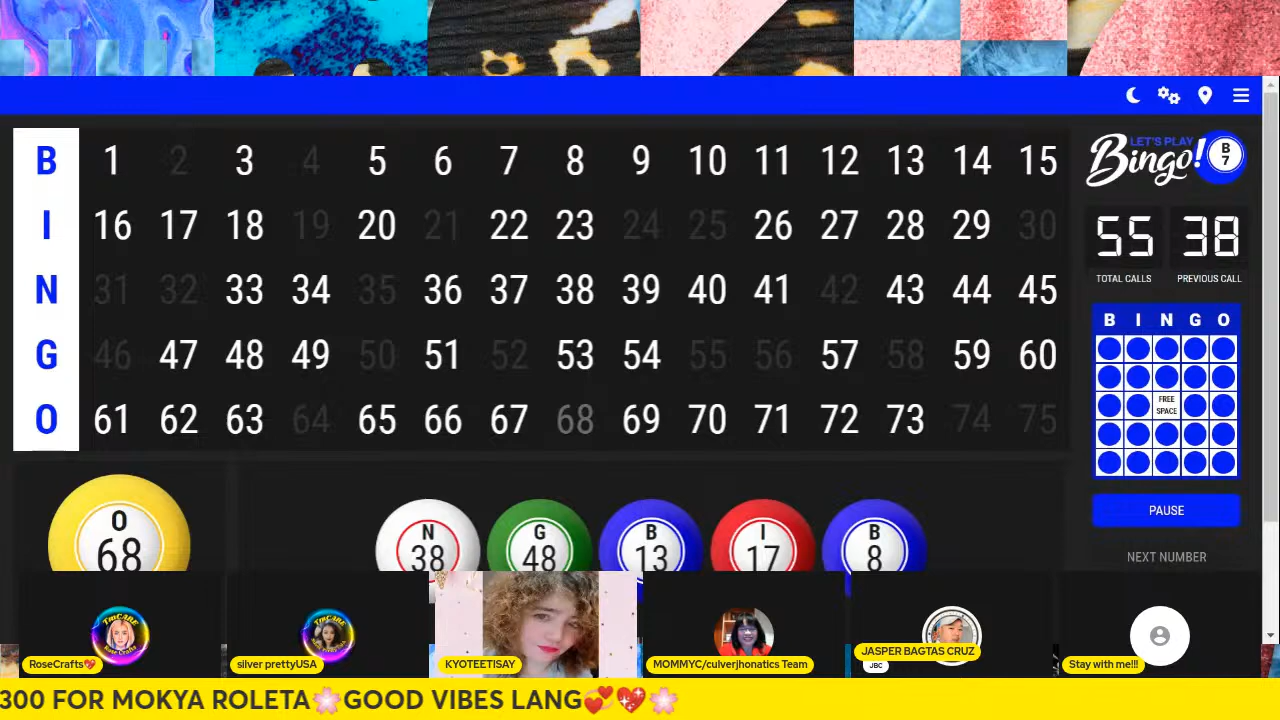 B 1 2 3 4 5 6 7 8 9 10 11 12 13 14 15
I 16 17 18 19 20 21 22 23 24 25 26 27 28 29 30
N 31 32 33 34 35 36 37 38 39 40 41 42 43 44 45
G 46 47 48 49 50 51 52 53 54 55 56 57 58 59 60
O 61 62 63 64 65 66 67 68 69 70 71 72 73 74 75
LET'S PLAY
Bingo!
B
7
55 38
TOTAL CALLS PREVIOUS CALL
B I N G O
FREE
SPACE
PAUSE
NEXT NUMBER
O
68
N
38
G
48
B
13
I
17
B
8
TmCARE
Rose Crafts
RoseCrafts💖
TmCARE
siilver prettyUSA
KYOTEETISAY
MOMMYC/culverjhonatics Team
JASPER BAGTAS CRUZ
JBC
Stay with me!!!
300 FOR MOKYA ROLETA🌸GOOD VIBES LANG💞💖🌸